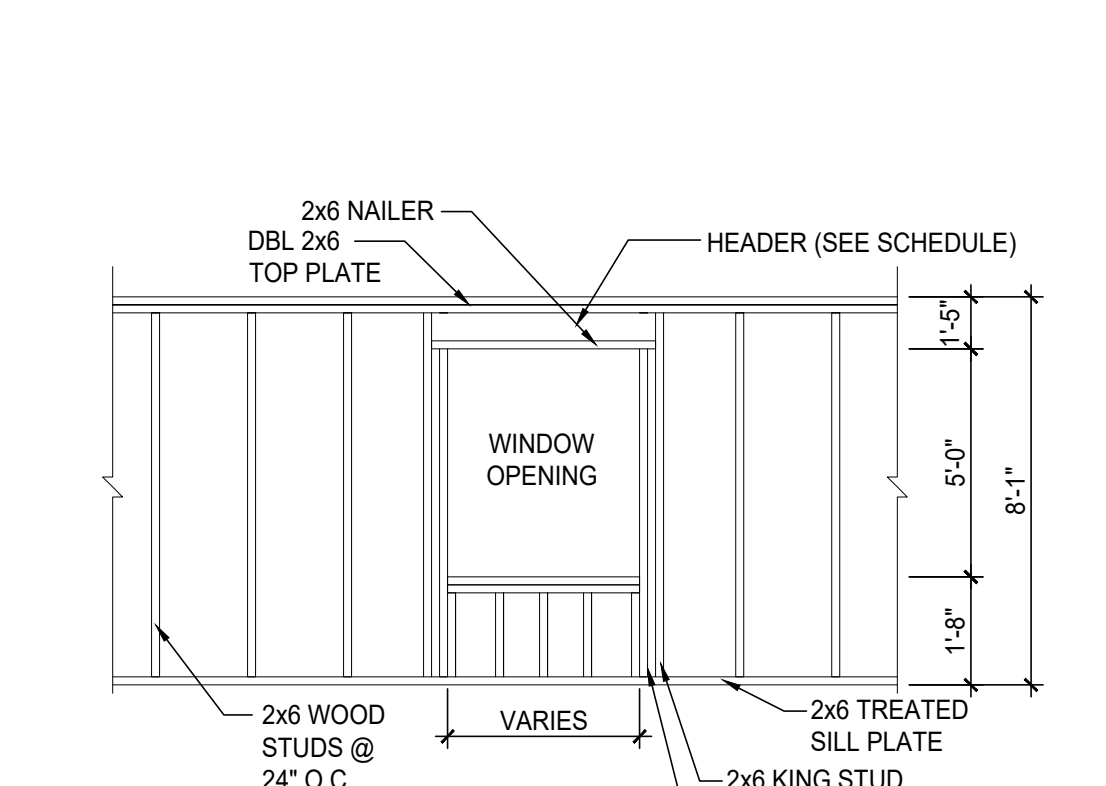 2x6 NAILER
DBL 2x6
TOP PLATE
HEADER (SEE SCHEDULE)
1'-5"
WINDOW
OPENING
5'-0"
8'-1"
1'-8"
2x6 WOOD
STUDS @
24" O.C.
VARIES
2x6 TREATED
SILL PLATE
2x6 KING STUD